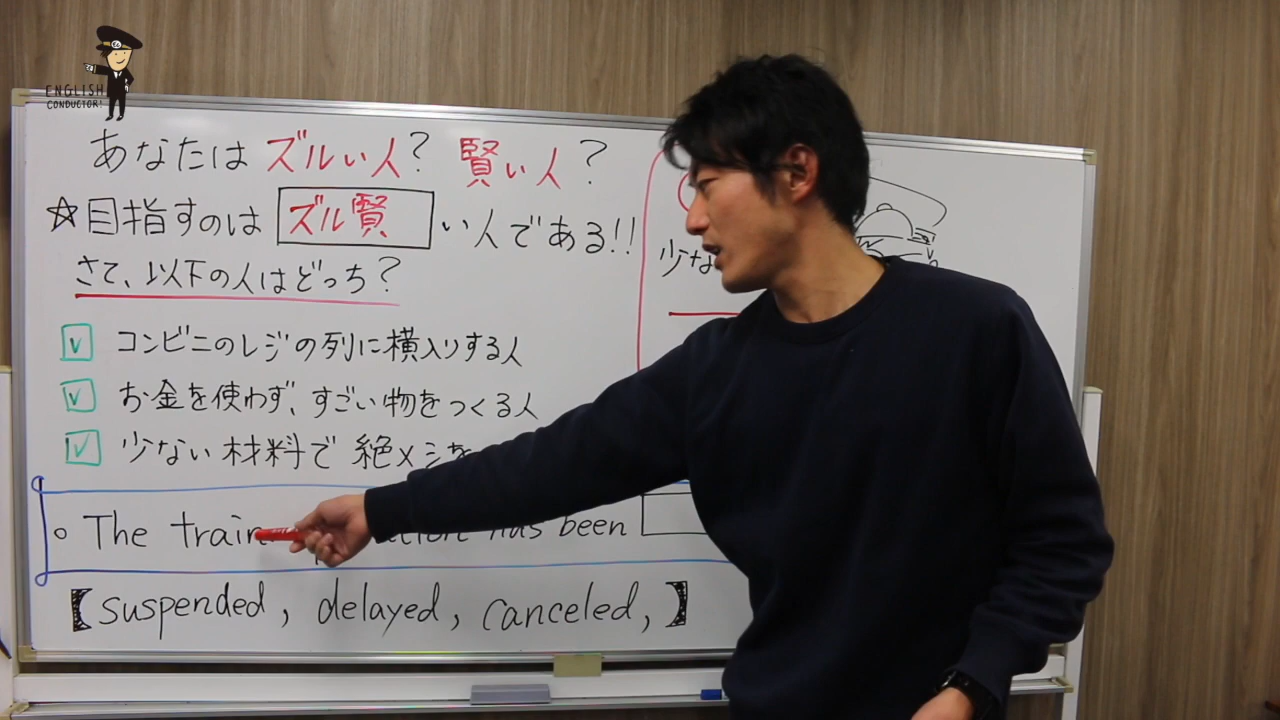 ENGLISH
CONDUCTOR!
あなたは ズルい人? 賢い人?
☆目指すのは ズル賢 い人である!!
さて、以下の人はどっち?
コンビニのレジの列に横入りする人
お金を使わず、すごい物をつくる人
少ない材料で 絶メシを
少な
The train has been
【suspended, delayed, canceled,】